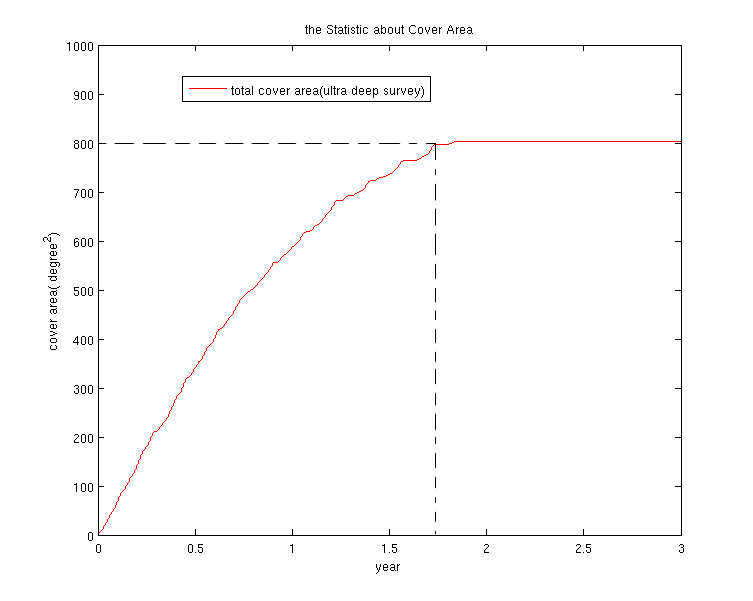 the Statistic about Cover Area
1000
900
800
700
600
500
400
300
200
100
0
total cover area(ultra deep survey)
cover area( degree²)
0 0.5 1 1.5 2 2.5 3
year